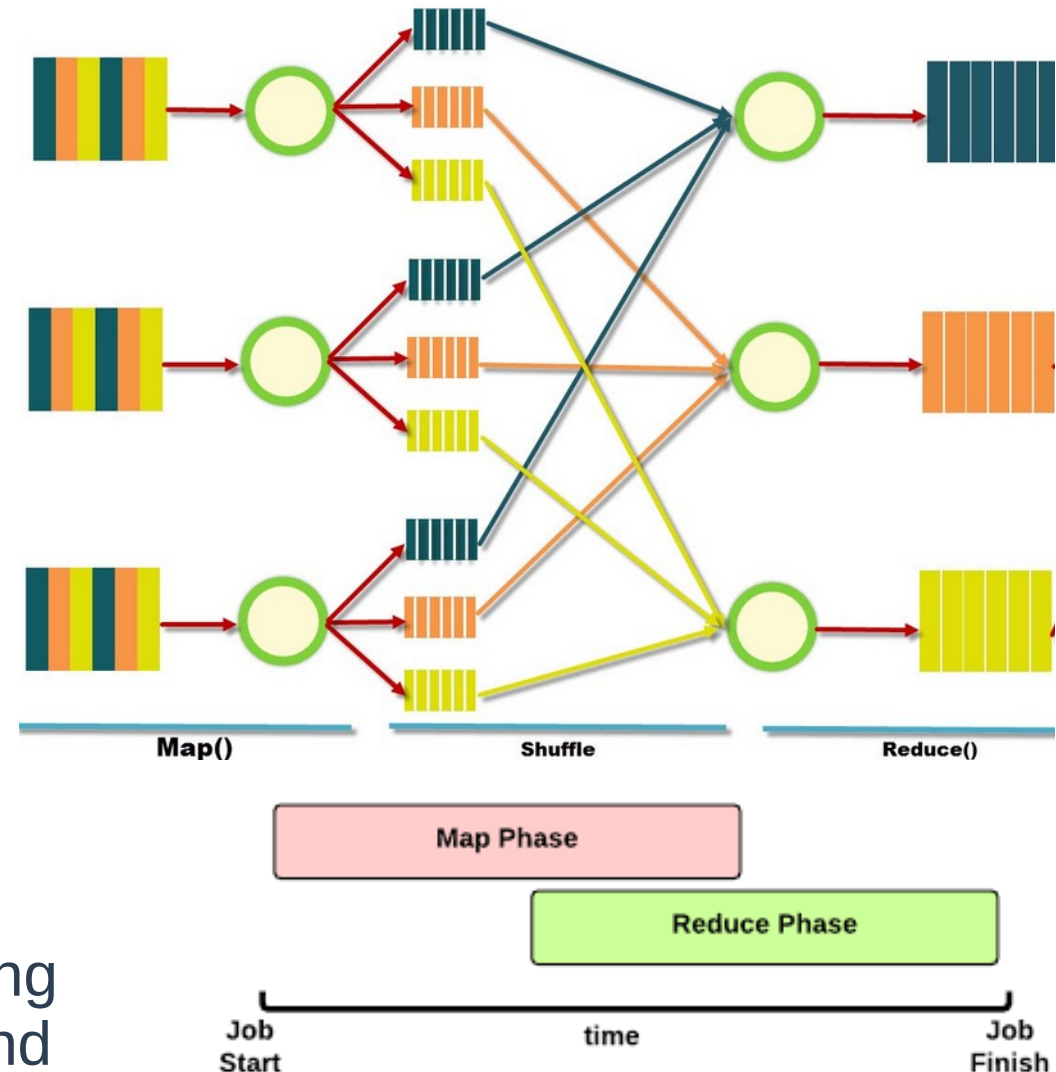 Map()
Shuffle
Reduce()
Map Phase
Reduce Phase
ng
nd
Job Start
time
Job Finish